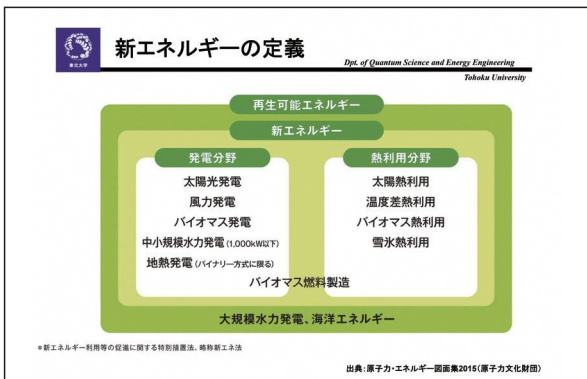 東北大学
新エネルギーの定義
Dpt. of Quantum Science and Energy Engineering
Tohoku University
再生可能エネルギー
新エネルギー
発電分野
太陽光発電
風力発電
バイオマス発電
中小規模水力発電(1,000kW以下)
地熱発電(バイナリー方式に限る)
熱利用分野
太陽熱利用
温度差熱利用
バイオマス熱利用
雪氷熱利用
バイオマス燃料製造
大規模水力発電、海洋エネルギー
*新エネルギー利用等の促進に関する特別措置法、略称新エネ法
出典:原子力・エネルギー図面集2015(原子力文化財団)